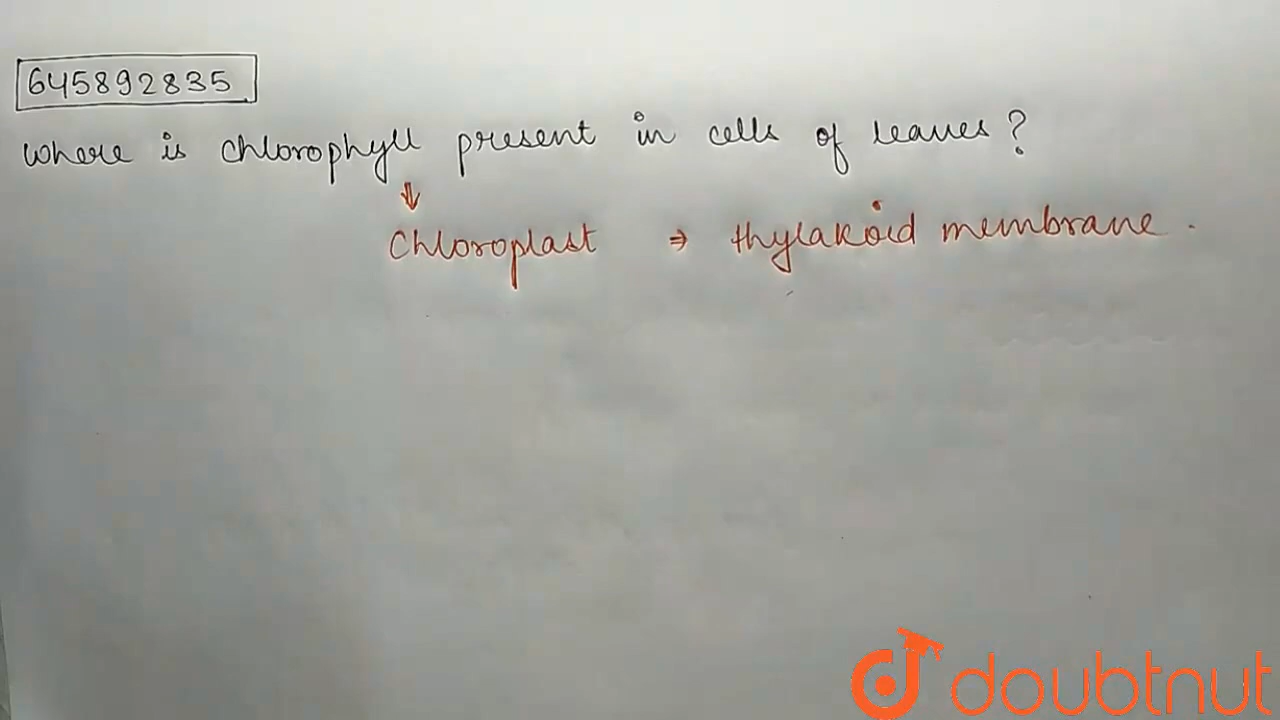 645892835
Where is chlorophyll present in cells of leaves?
⇓
Chloroplast ⇒ thylakoid membrane.
doubtnut